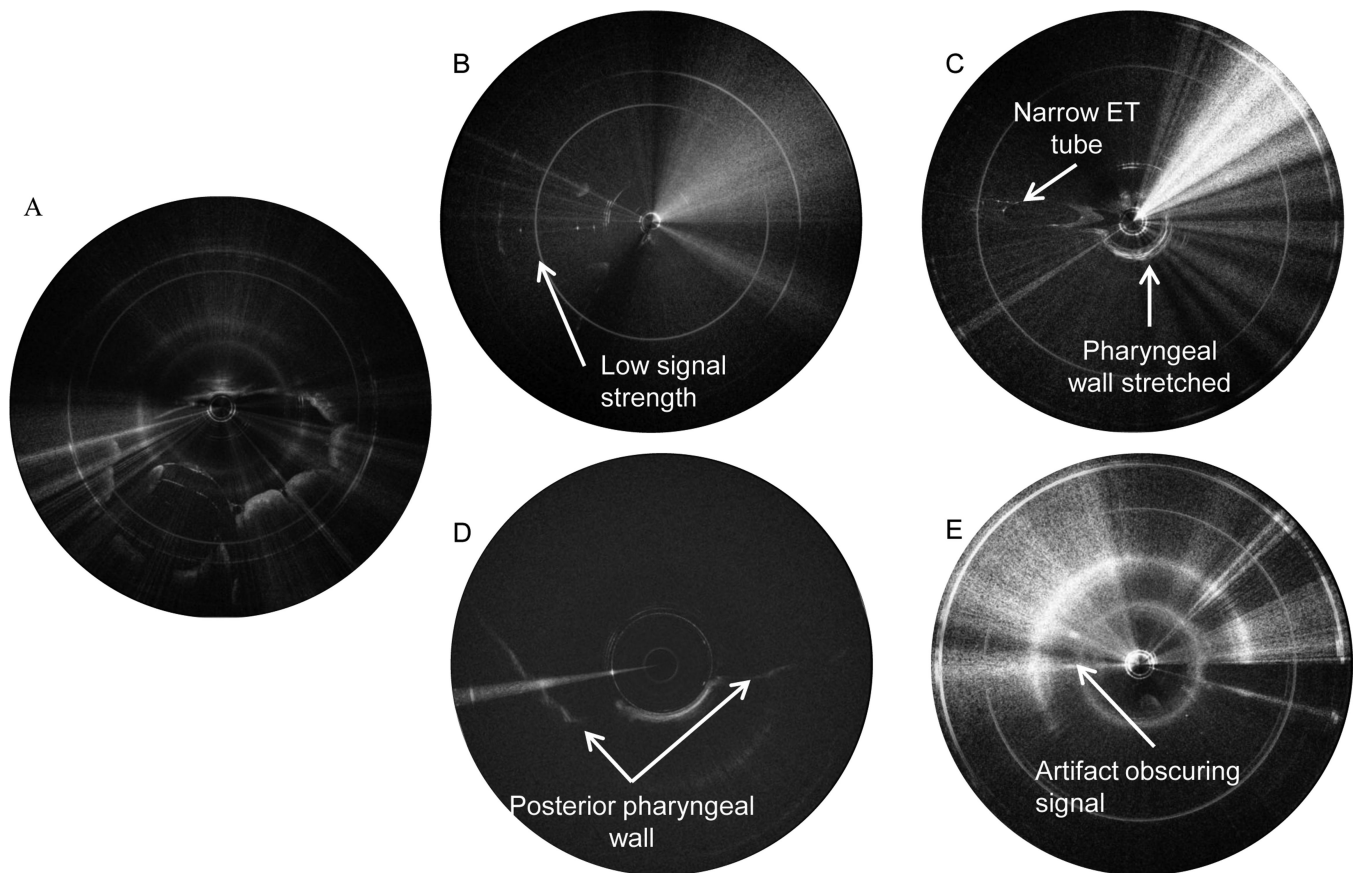 A
B
Low signal
strength
C
Narrow ET
tube
Pharyngeal
wall stretched
D
Posterior pharyngeal
wall
E
Artifact obscuring
signal